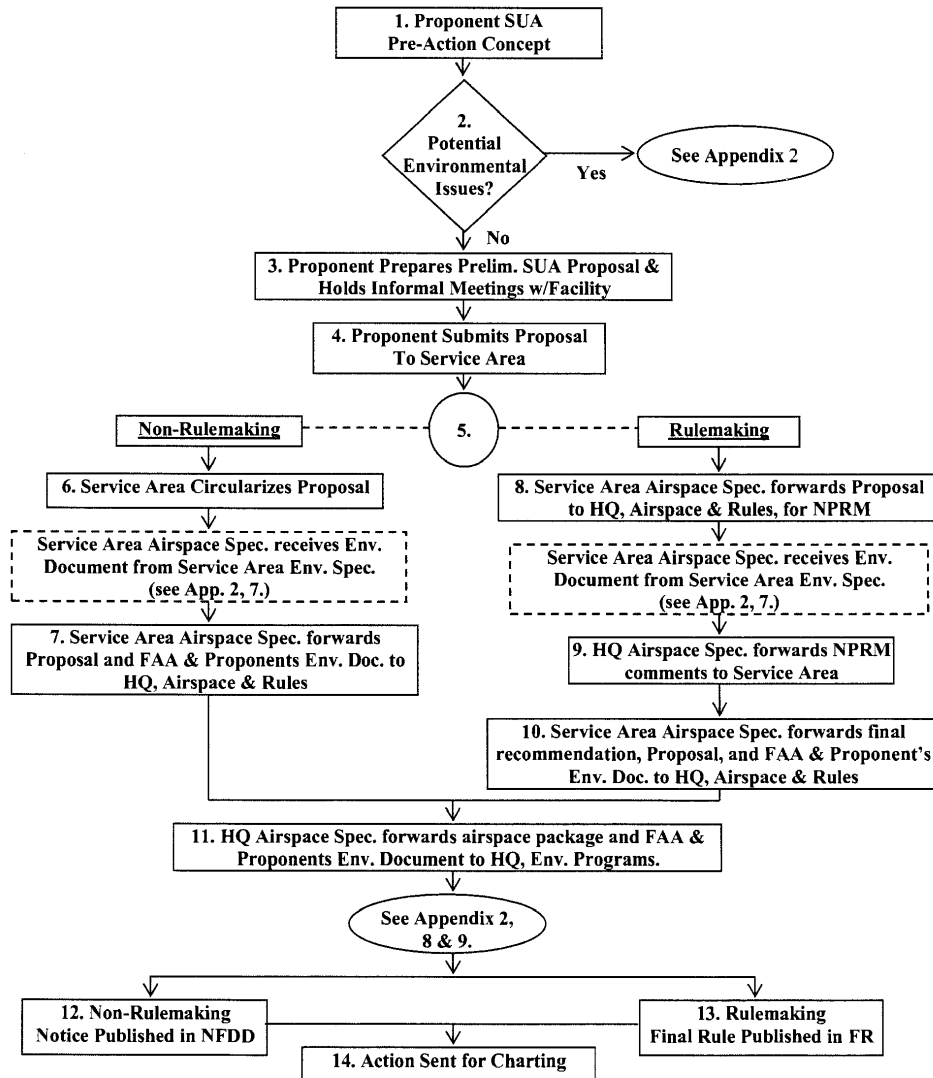 1. Proponent SUA
Pre-Action Concept
2.
Potential
Environmental
Issues?
Yes
See Appendix 2
No
3. Proponent Prepares Prelim. SUA Proposal &
Holds Informal Meetings w/Facility
4. Proponent Submits Proposal
To Service Area
Non-Rulemaking
5.
Rulemaking
6. Service Area Circularizes Proposal
Service Area Airspace Spec. receives Env.
Document from Service Area Env. Spec.
(see App. 2, 7.)
7. Service Area Airspace Spec. forwards
Proposal and FAA & Proponents Env. Doc. to
HQ, Airspace & Rules
8. Service Area Airspace Spec. forwards Proposal
to HQ, Airspace & Rules, for NPRM
Service Area Airspace Spec. receives Env.
Document from Service Area Env. Spec.
(see App. 2, 7.)
9. HQ Airspace Spec. forwards NPRM
comments to Service Area
10. Service Area Airspace Spec. forwards final
recommendation, Proposal, and FAA & Proponent's
Env. Doc. to HQ, Airspace & Rules
11. HQ Airspace Spec. forwards airspace package and FAA &
Proponents Env. Document to HQ, Env. Programs.
See Appendix 2,
8 & 9.
12. Non-Rulemaking
Notice Published in NFDD
13. Rulemaking
Final Rule Published in FR
14. Action Sent for Charting